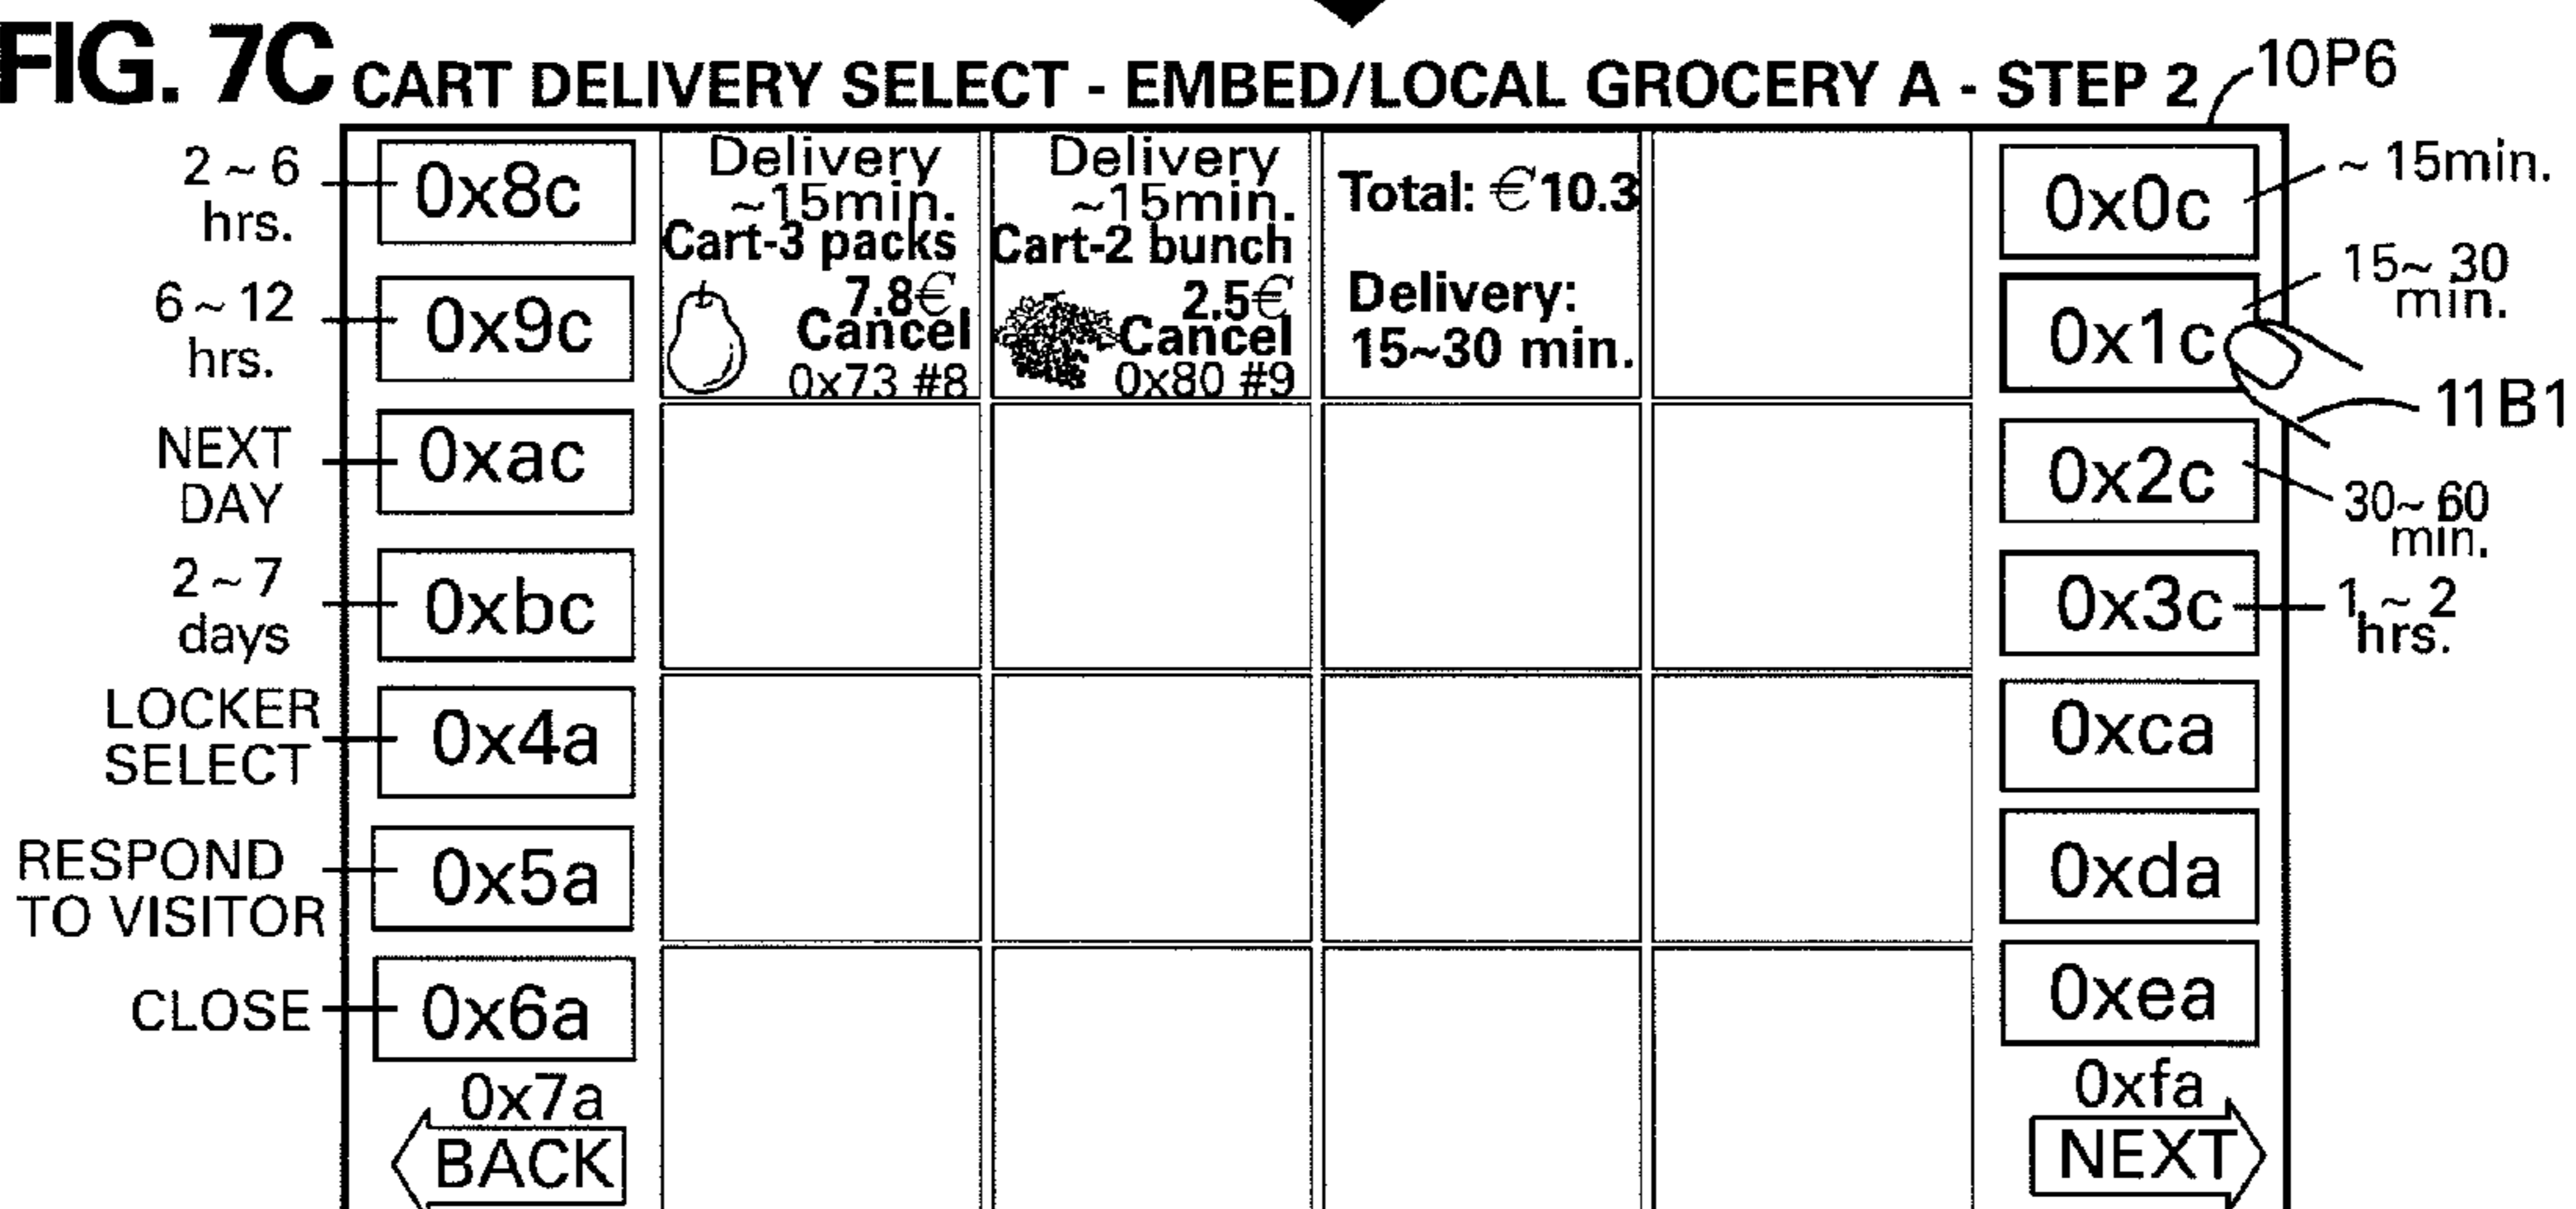 FIG. 7C CART DELIVERY SELECT - EMBED/LOCAL GROCERY A - STEP 2
10P6
2 ~ 6
hrs.
0x8c
6 ~ 12
hrs.
0x9c
NEXT
DAY
0xac
2 ~ 7
days
0xbc
LOCKER
SELECT
0x4a
RESPOND
TO VISITOR
0x5a
CLOSE
0x6a
0x7a
BACK
Delivery
~15min.
Cart-3 packs
7.8€
Cancel
0x73 #8
Delivery
~15min.
Cart-2 bunch
2.5€
Cancel
0x80 #9
Total: €10.3
Delivery:
15~30 min.
0x0c
~ 15min.
0x1c
15~ 30
min.
11B1
0x2c
30~ 60
min.
0x3c
1 ~ 2
hrs.
0xca
0xda
0xea
0xfa
NEXT